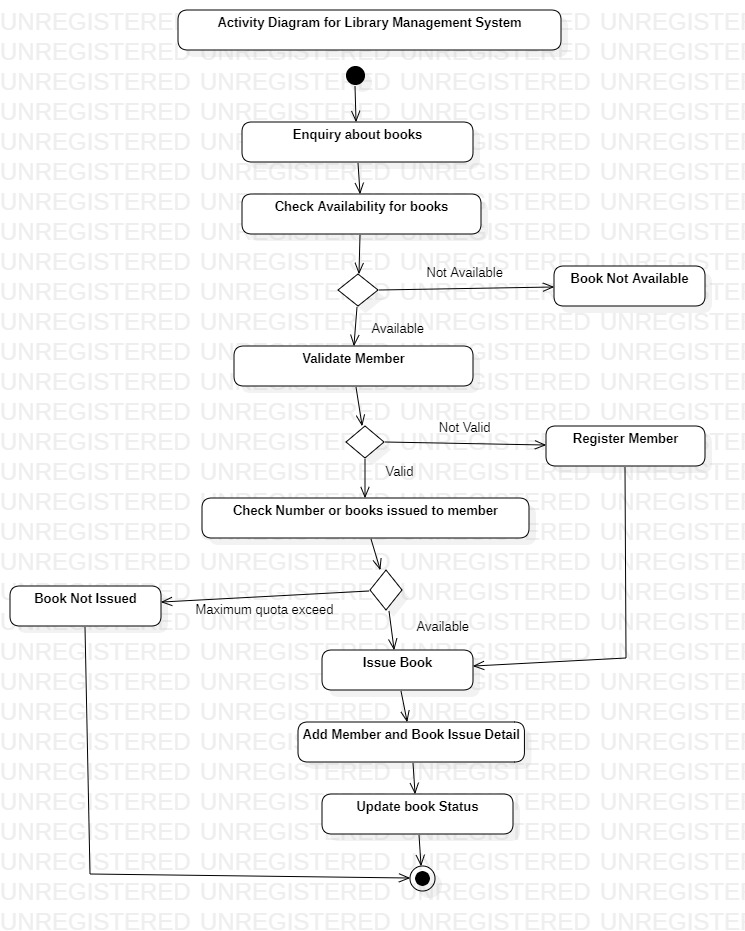 Activity Diagram for Library Management System
Enquiry about books
Check Availability for books
Not Available
Book Not Available
Available
Validate Member
Not Valid
Register Member
Valid
Check Number or books issued to member
Book Not Issued
Maximum quota exceed
Available
Issue Book
Add Member and Book Issue Detail
Update book Status
UNREGISTERED